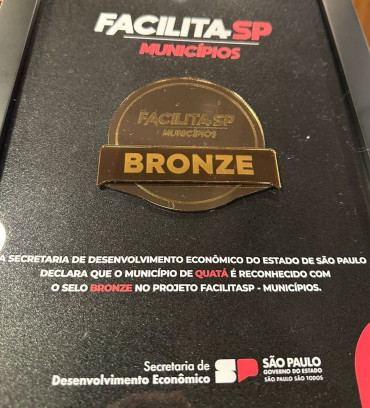 FACILITA.SP
MUNICÍPIOS
FACILITA.SP
MUNICÍPIOS
BRONZE
A SECRETARIA DE DESENVOLVIMENTO ECONÔMICO DO ESTADO DE SÃO PAULO
DECLARA QUE O MUNICÍPIO DE QUATÁ É RECONHECIDO COM
O SELO BRONZE NO PROJETO FACILITASP - MUNICÍPIOS.
Secretaria de
Desenvolvimento Econômico
SP
SÃO PAULO
GOVERNO DO ESTADO
SÃO PAULO SÃO TODOS